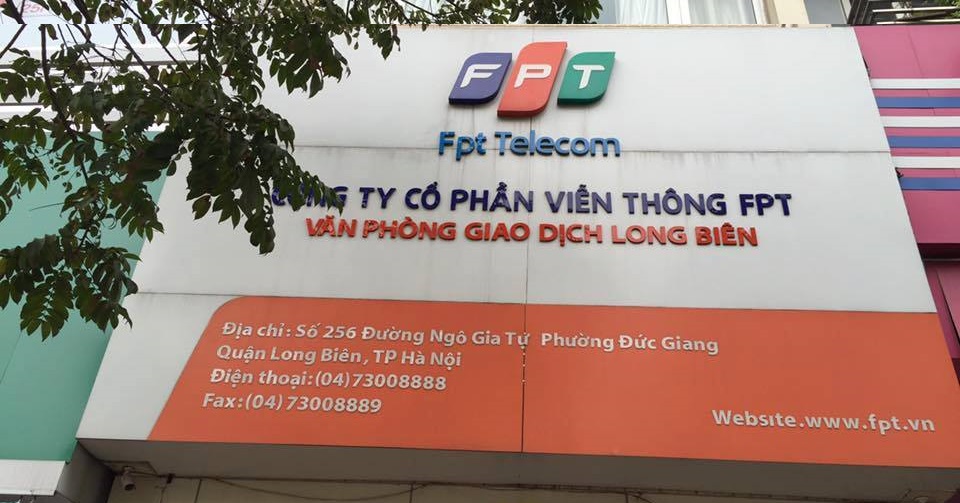 FPT
Fpt Telecom
CÔNG TY CỔ PHẦN VIỄN THÔNG FPT
VĂN PHÒNG GIAO DỊCH LONG BIÊN
Địa chỉ: Số 256 Đường Ngô Gia Tự Phường Đức Giang
Quận Long Biên, TP Hà Nội
Điện thoại:(04)73008888
Fax:(04)73008889
Website.www.fpt.vn